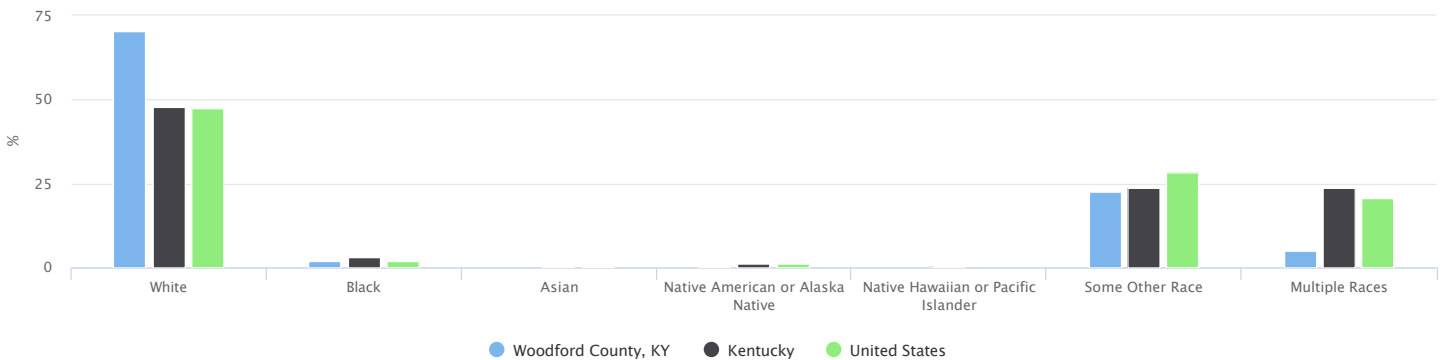 75
50
%
25
0
White
Black
Asian
Native American or Alaska
Native
Native Hawaiian or Pacific
Islander
Some Other Race
Multiple Races
Woodford County, KY
Kentucky
United States